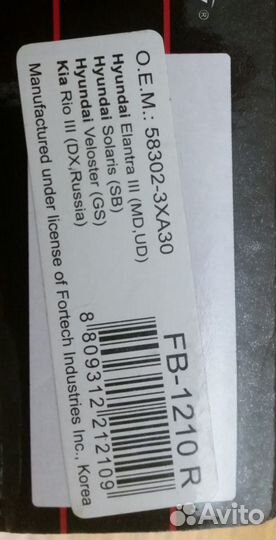 O.E.M.: 58302-3XA30
Hyundai Elantra III (MD,UD)
Hyundai Solaris (SB)
Hyundai Veloster (GS)
Kia Rio III (DX,Russia)
Manufactured under license of Fortech Industries Inc., Korea
8 809312 212109
FB-1210 R
®
Avito